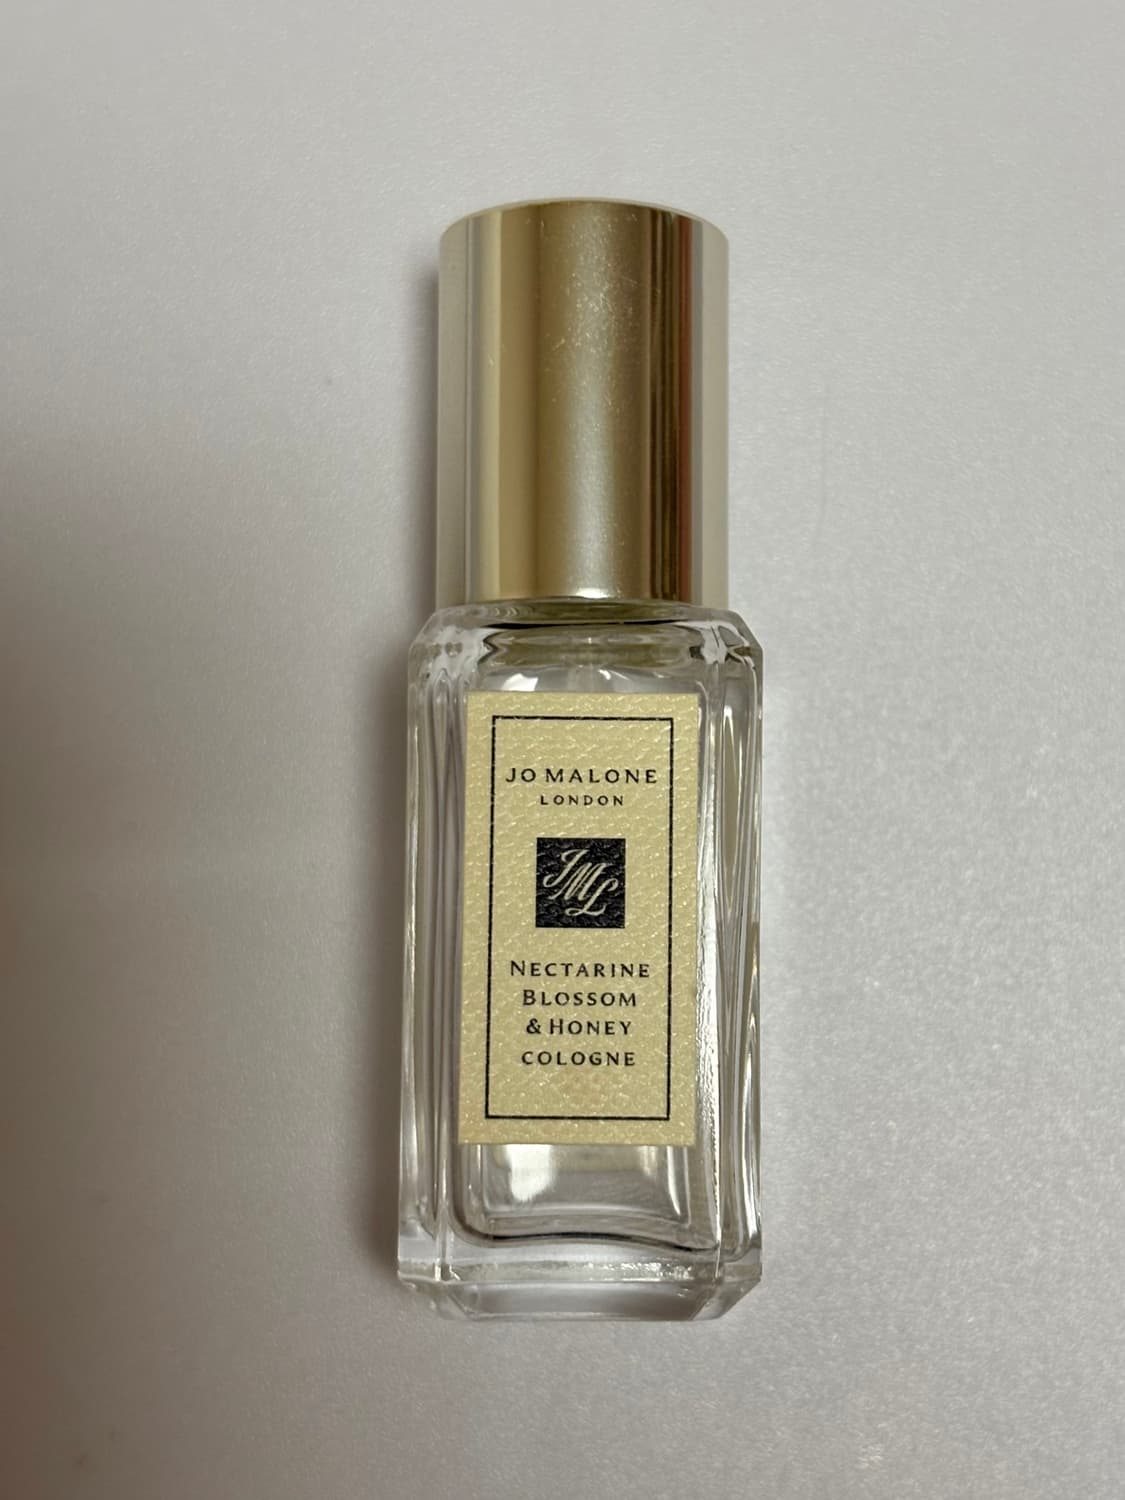 JO MALONE
LONDON
JML
NECTARINE
BLOSSOM
& HONEY
COLOGNE